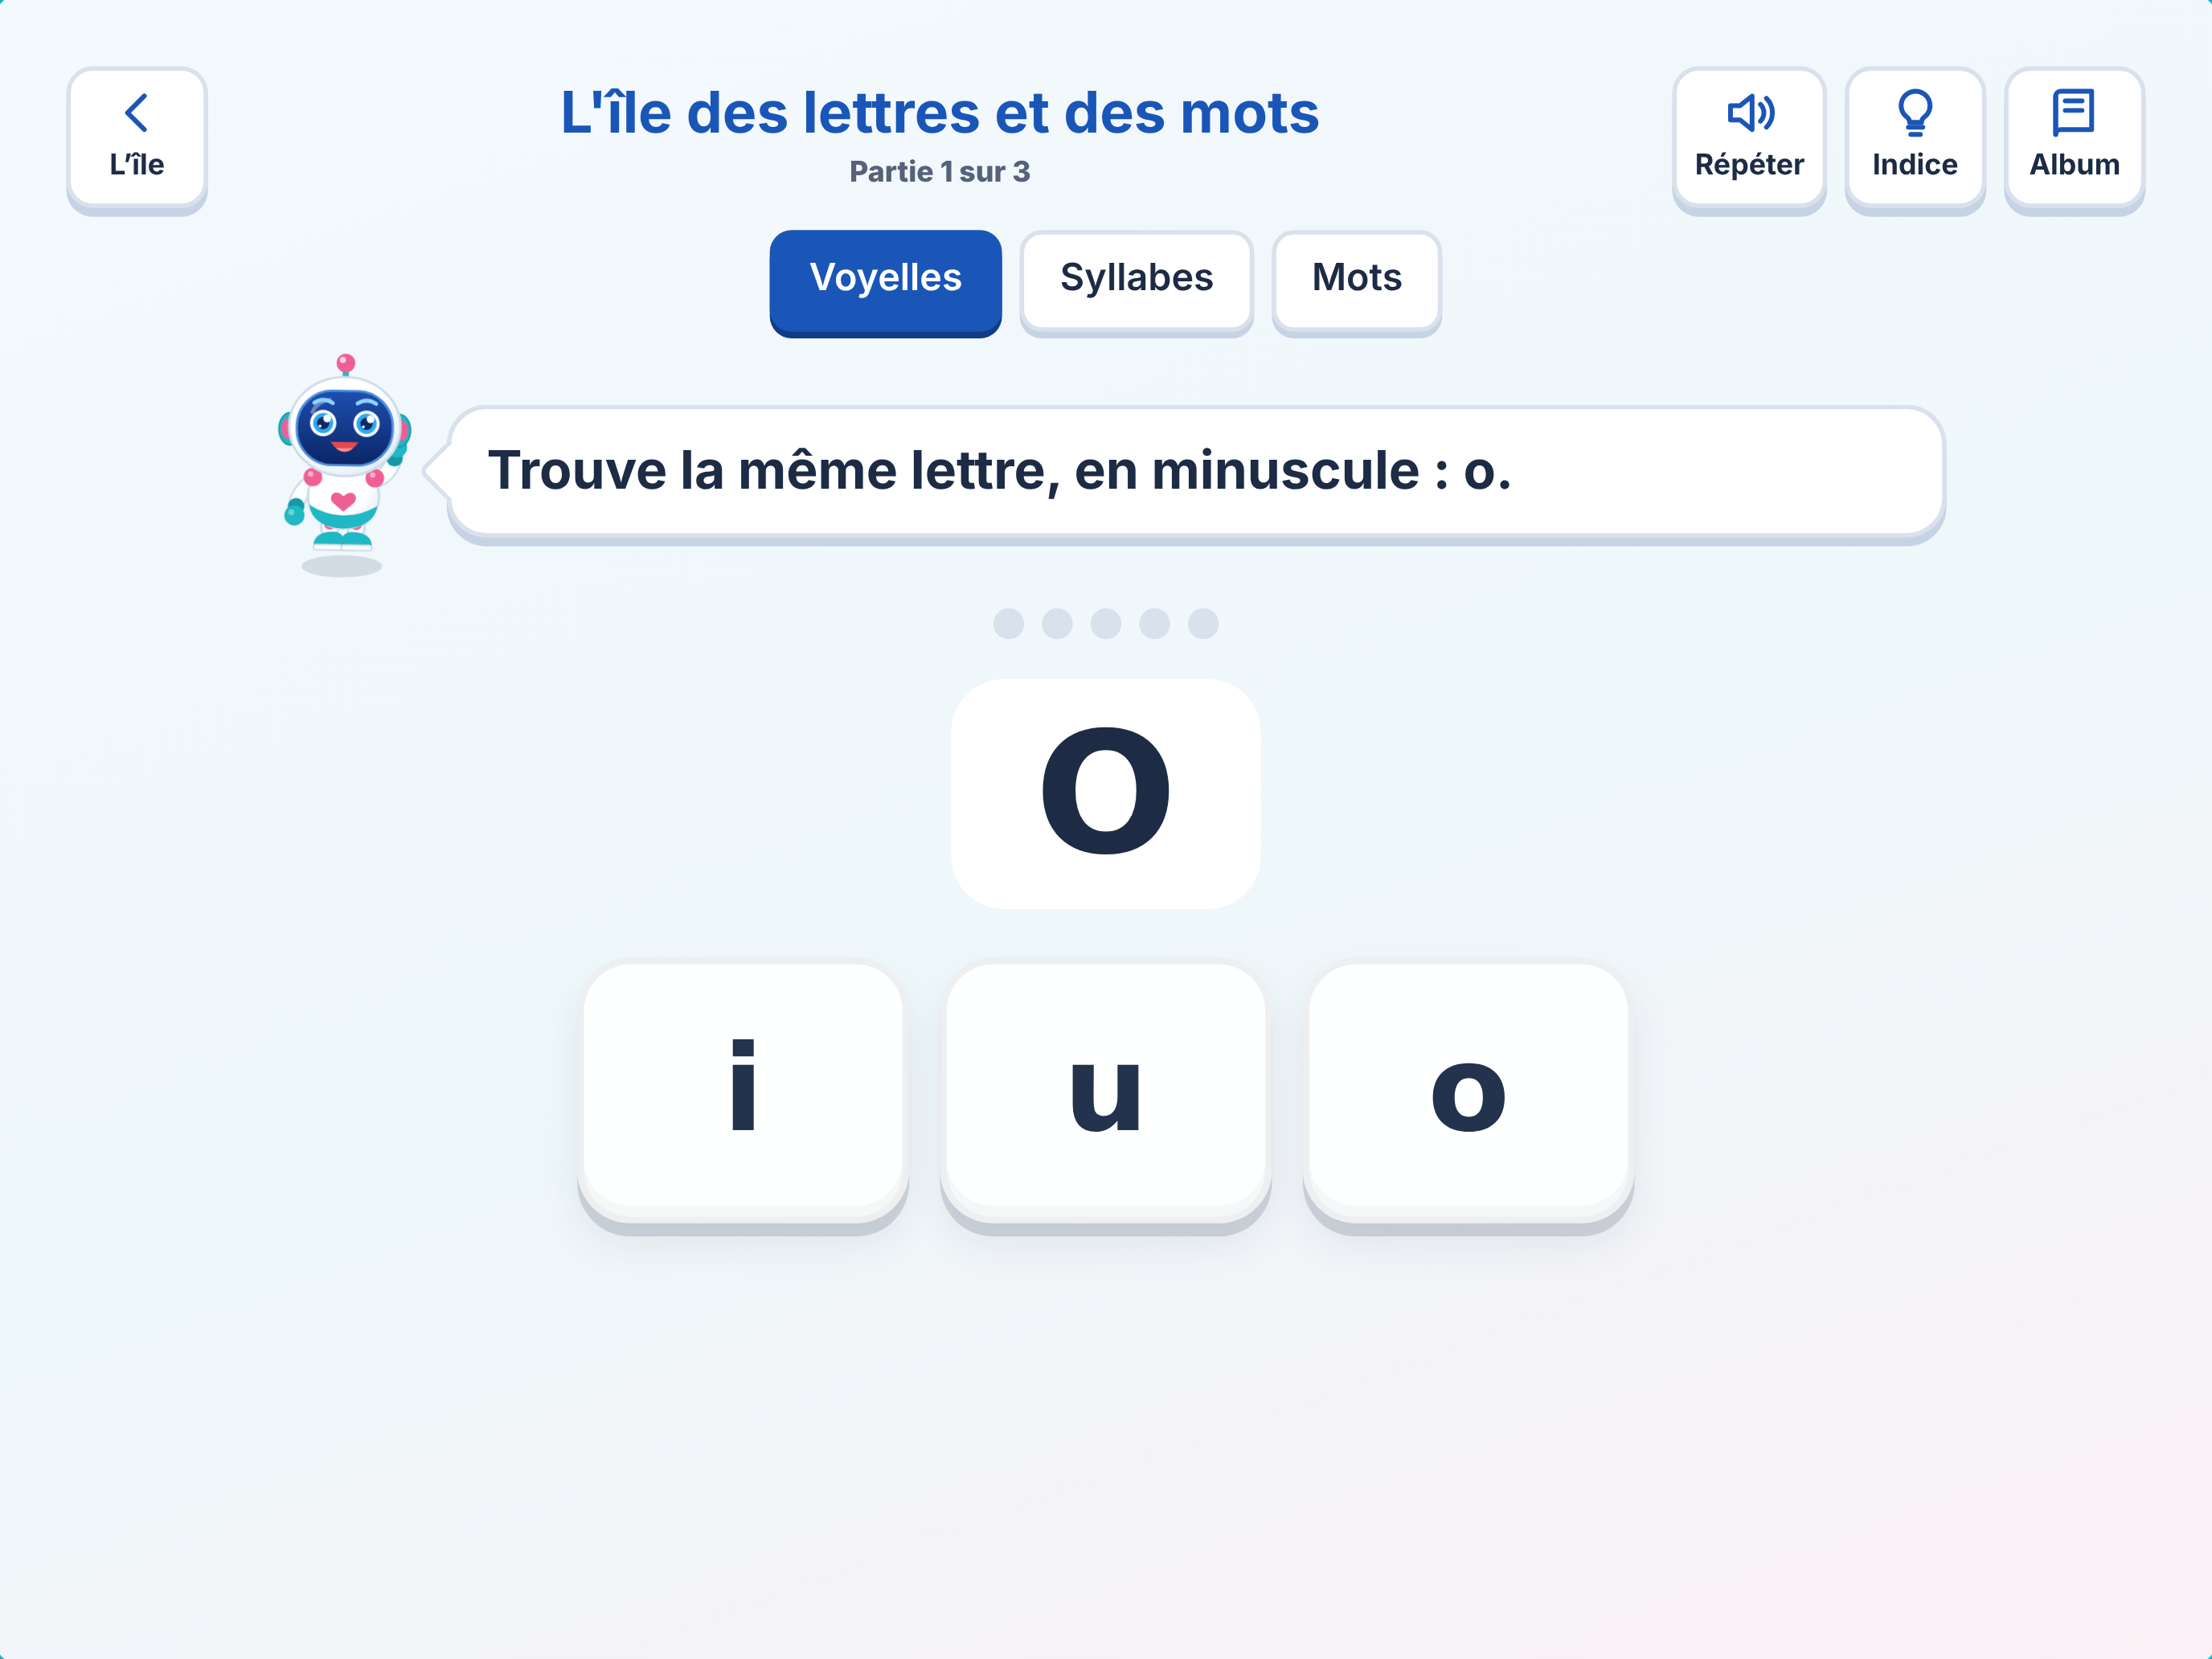 L'île
L'île des lettres et des mots
Partie 1 sur 3
Répéter
Indice
Album
Voyelles
Syllabes
Mots
Trouve la même lettre, en minuscule : o.
O
i
u
o